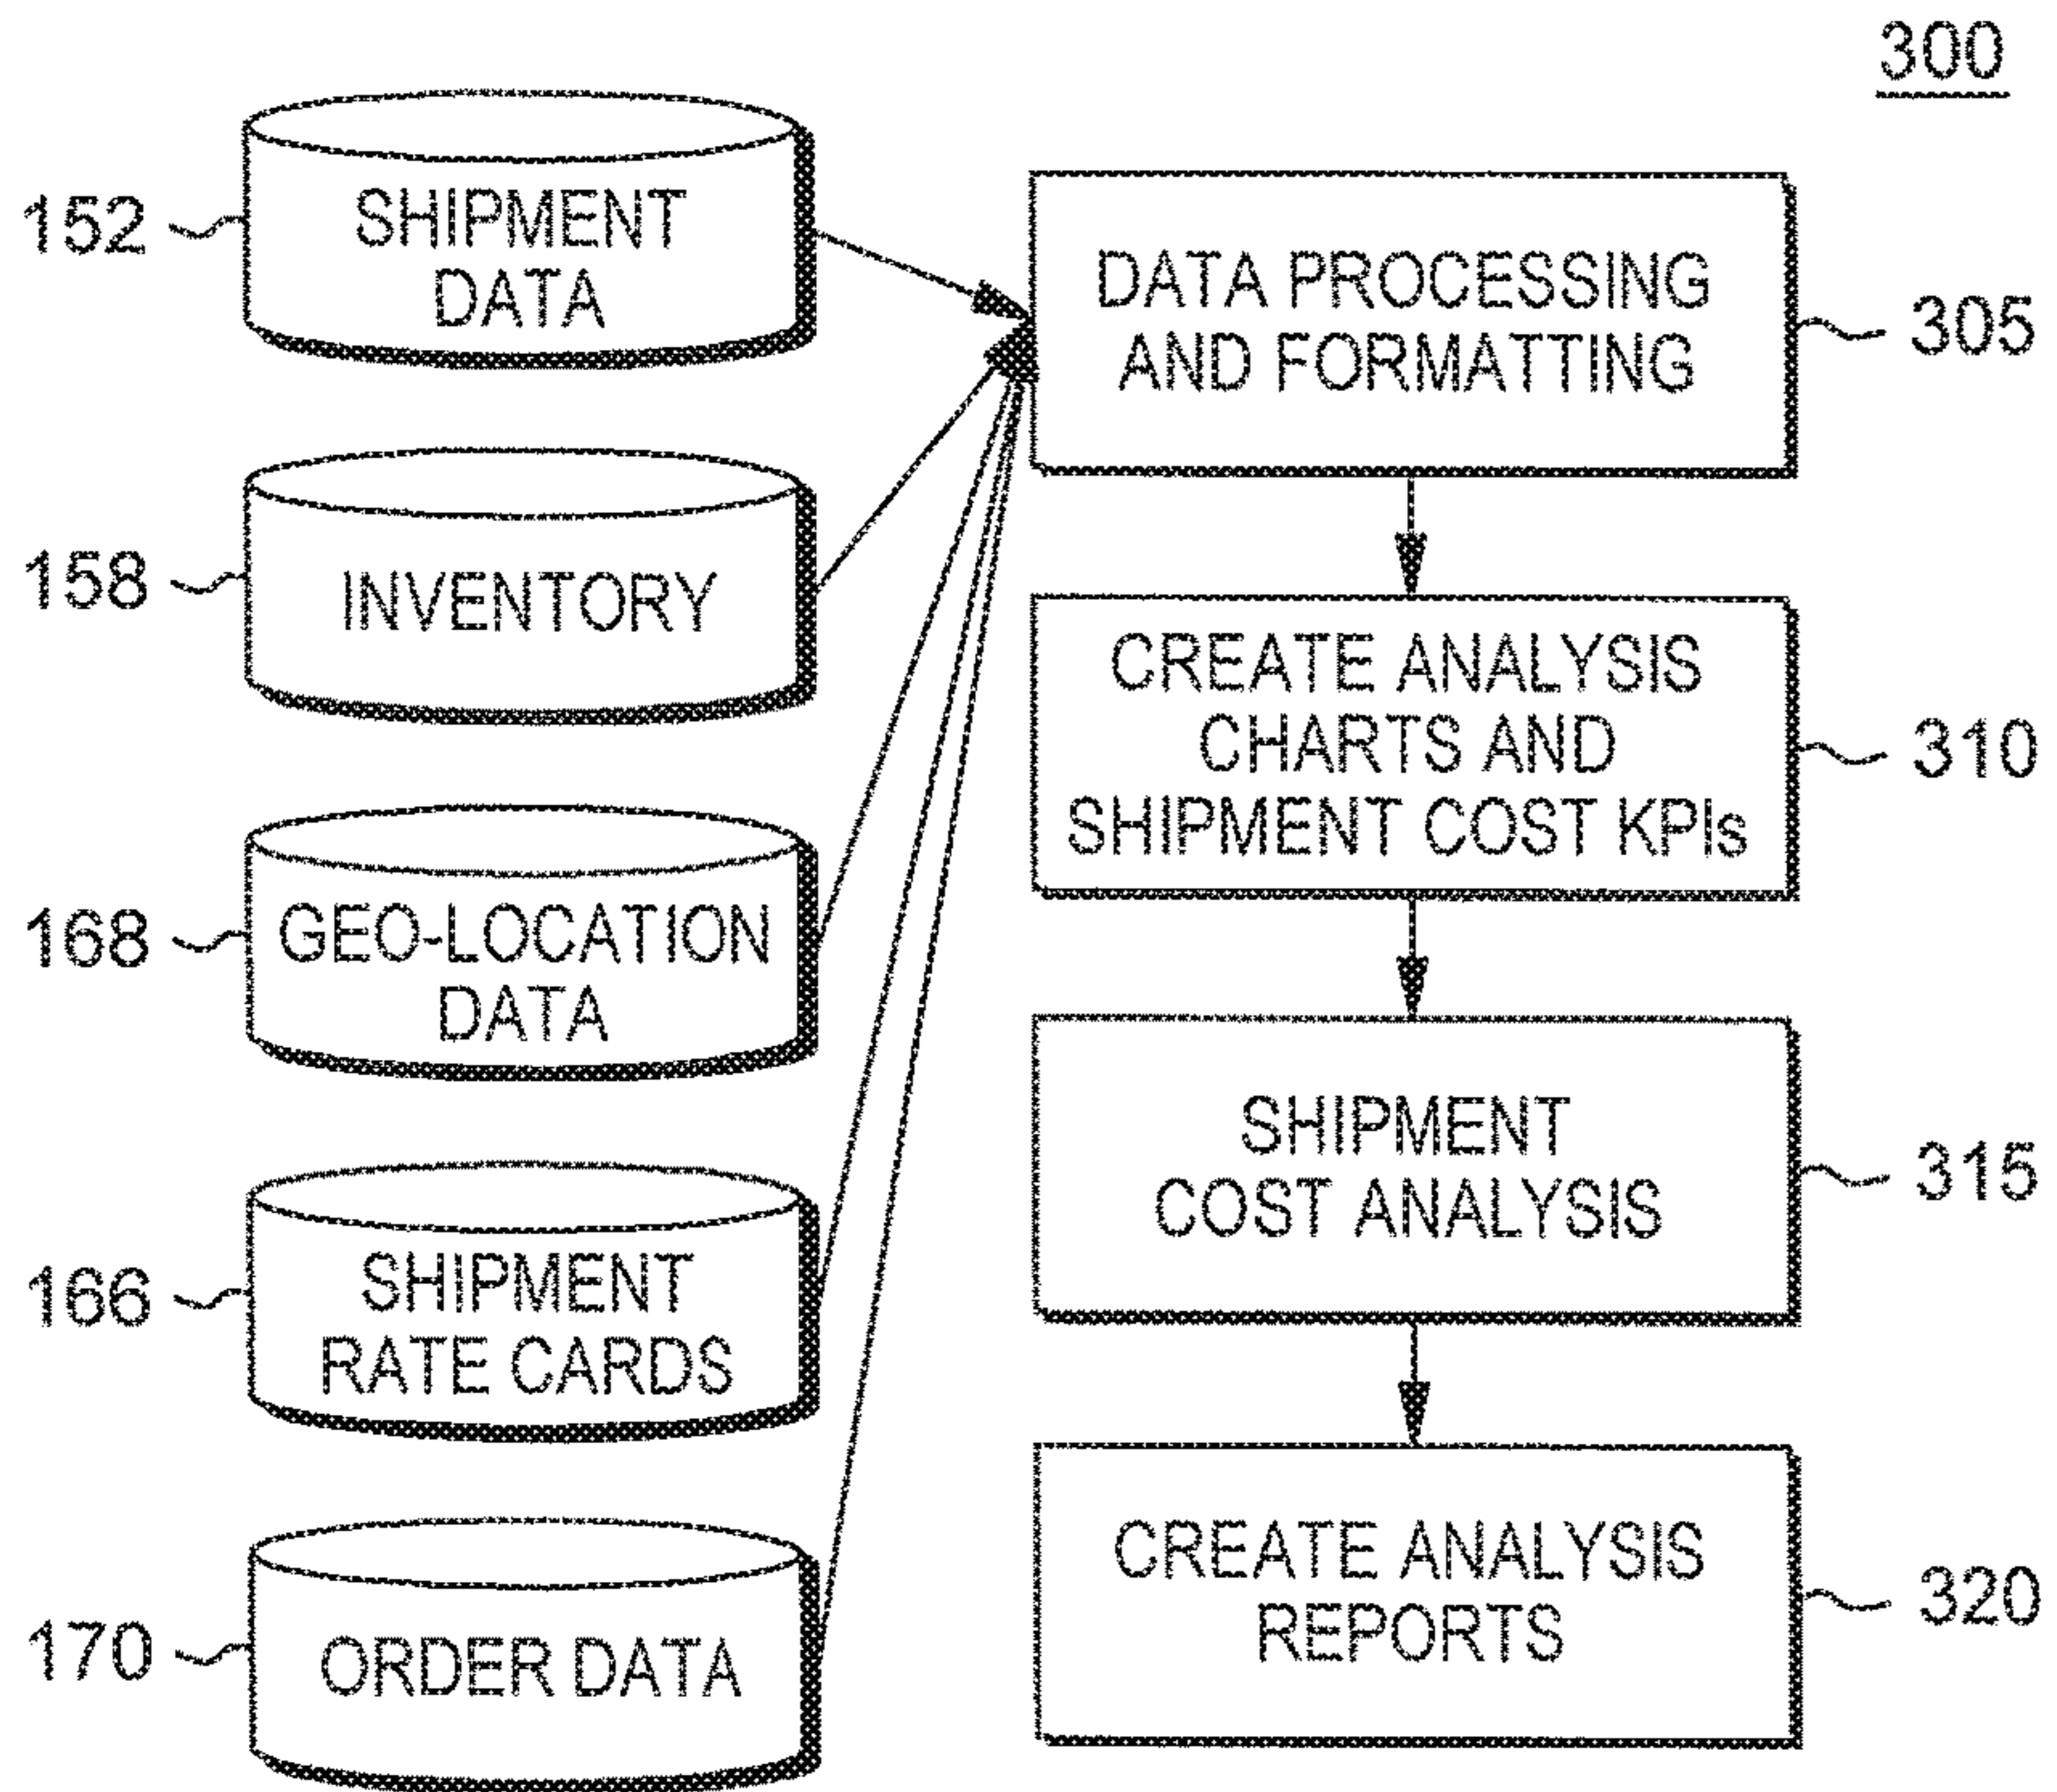 300
152
SHIPMENT
DATA
158
INVENTORY
168
GEO-LOCATION
DATA
166
SHIPMENT
RATE CARDS
170
ORDER DATA
DATA PROCESSING
AND FORMATTING
305
CREATE ANALYSIS
CHARTS AND
SHIPMENT COST KPIs
310
SHIPMENT
COST ANALYSIS
315
CREATE ANALYSIS
REPORTS
320